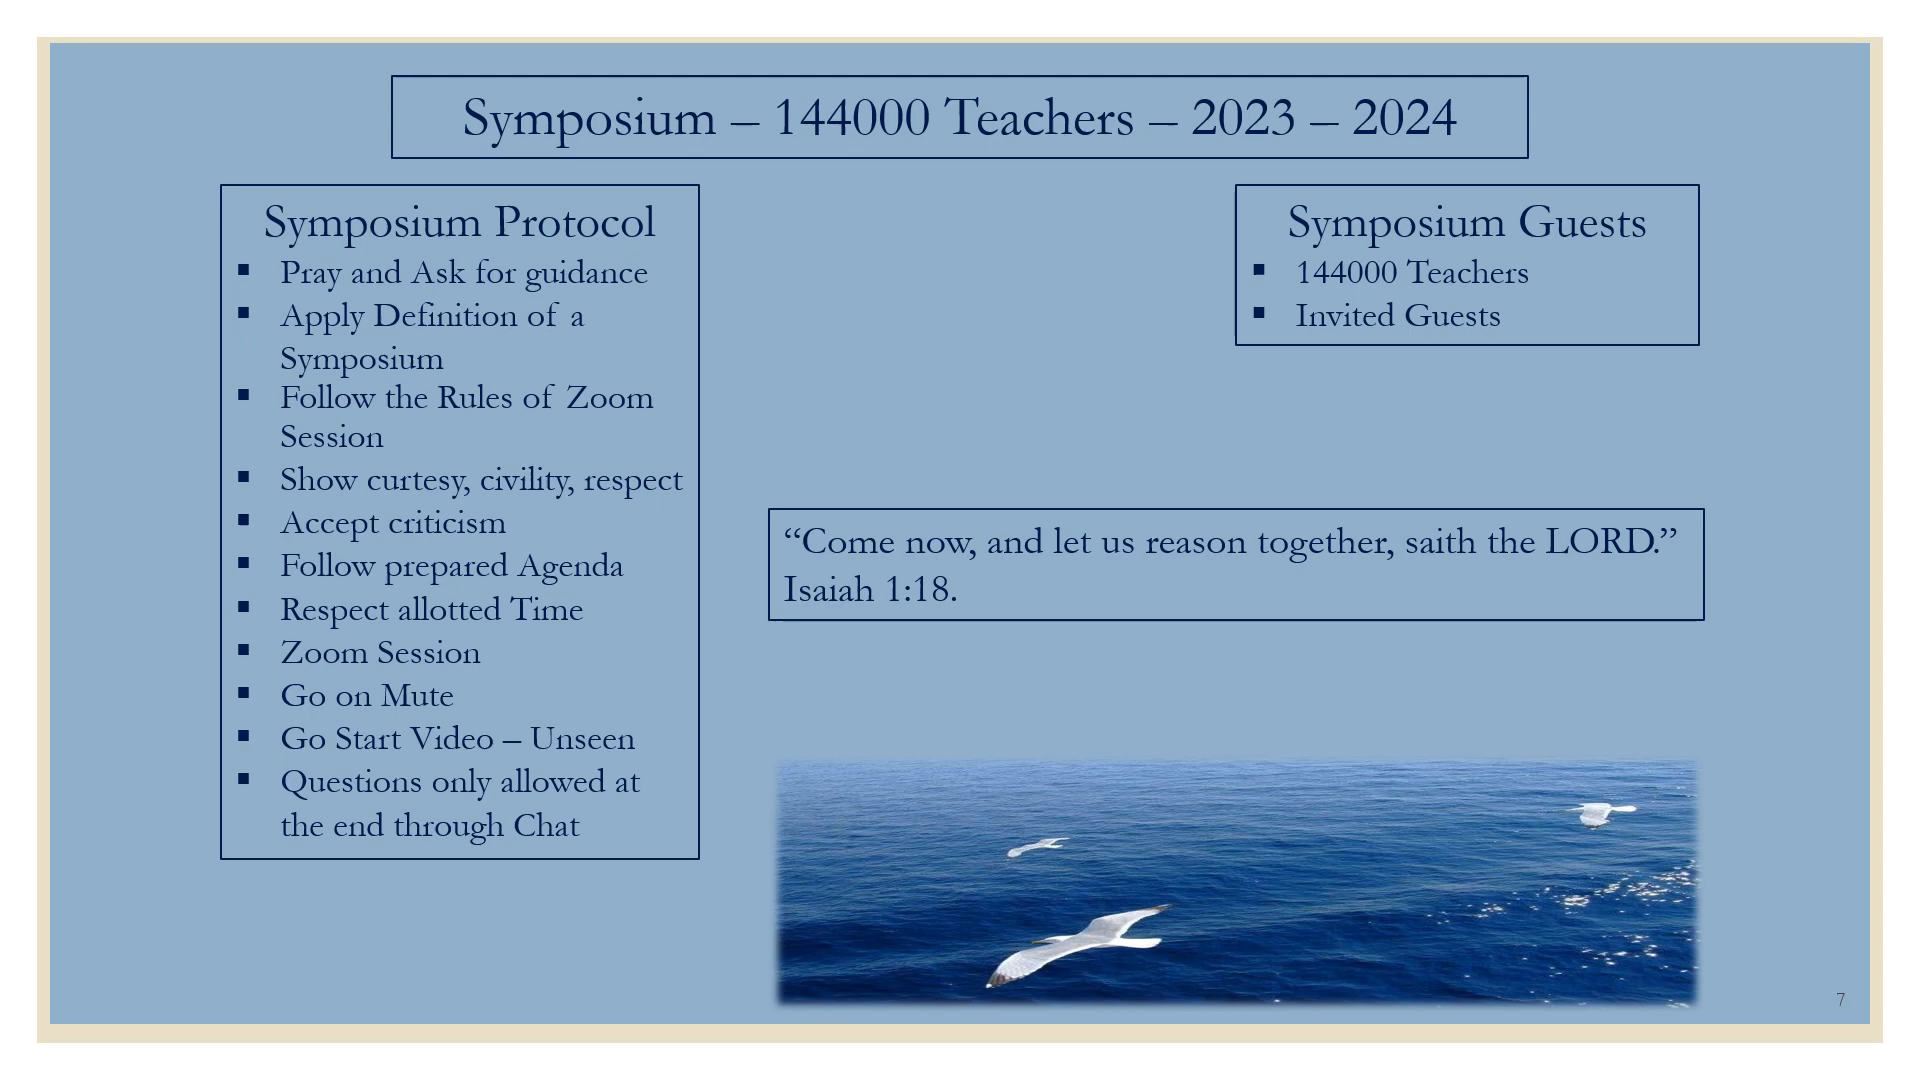 Symposium – 144000 Teachers – 2023 – 2024
Symposium Protocol
▪ Pray and Ask for guidance
▪ Apply Definition of a
Symposium
▪ Follow the Rules of Zoom
Session
▪ Show curtesy, civility, respect
▪ Accept criticism
▪ Follow prepared Agenda
▪ Respect allotted Time
▪ Zoom Session
▪ Go on Mute
▪ Go Start Video – Unseen
▪ Questions only allowed at
the end through Chat
Symposium Guests
▪ 144000 Teachers
▪ Invited Guests
“Come now, and let us reason together, saith the LORD.”
Isaiah 1:18.
7